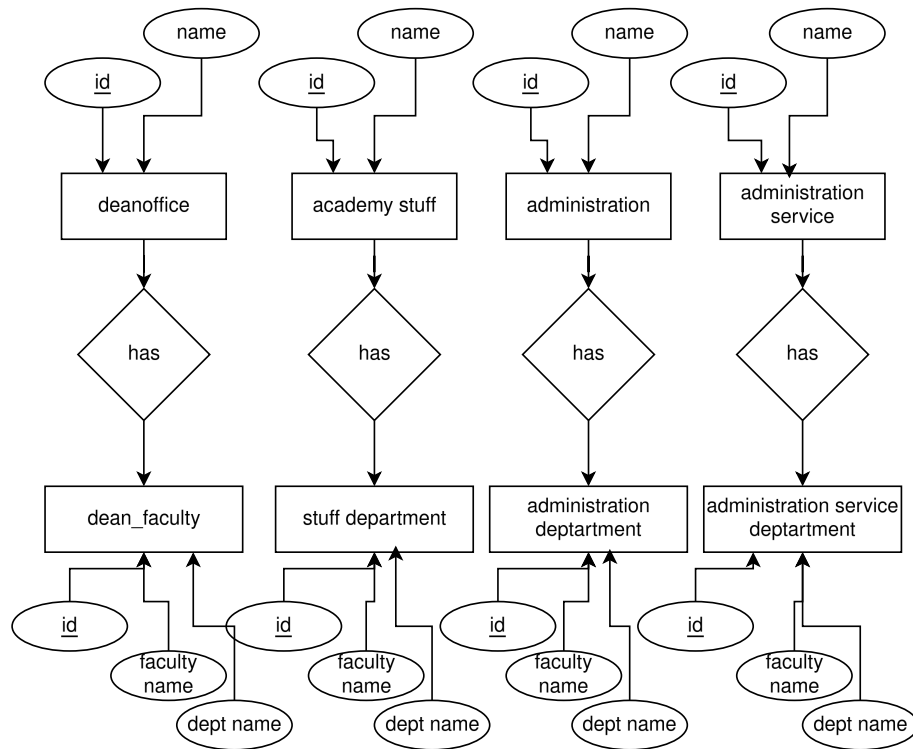 name
name
name
name
id
id
id
id
deanoffice
academy stuff
administration
administration
service
has
has
has
has
dean_faculty
stuff department
administration
deptartment
administration service
deptartment
id
id
id
id
faculty
name
faculty
name
faculty
name
faculty
name
dept name
dept name
dept name
dept name